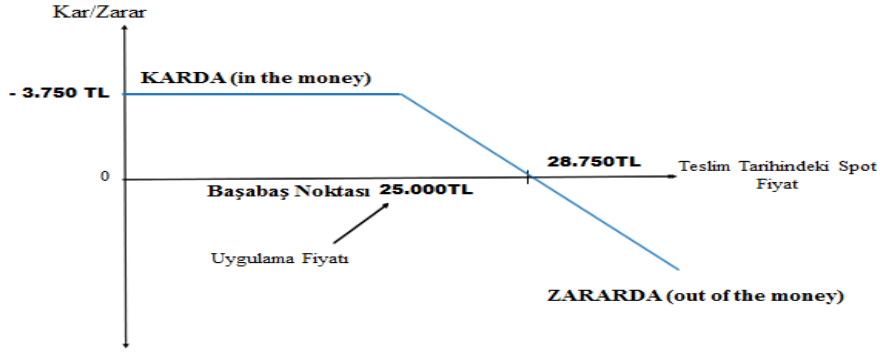 Kar/Zarar
KARDA (in the money)
- 3.750 TL
28.750TL
Teslim Tarihindeki Spot
Fiyat
0
Başabaş Noktası 25.000TL
Uygulama Fiyatı
ZARARDA (out of the money)